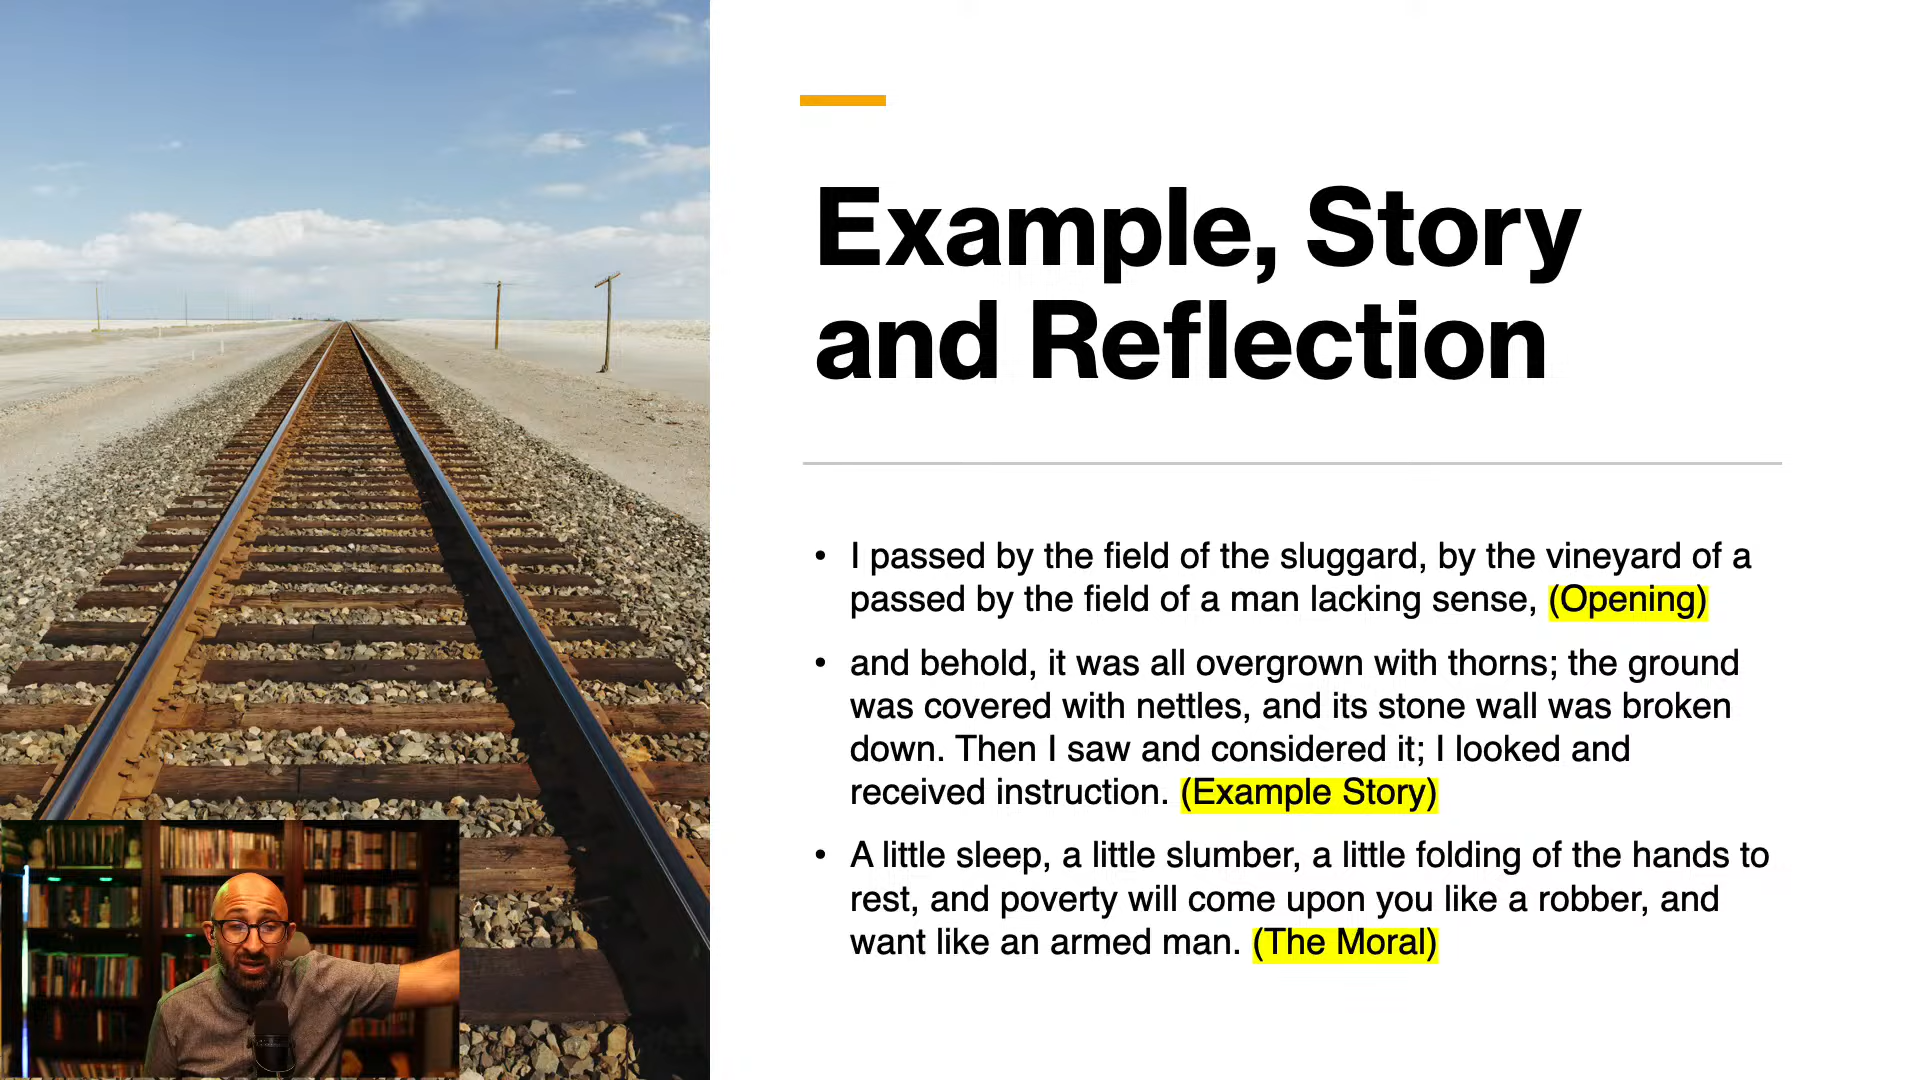 Example, Story
and Reflection
• I passed by the field of the sluggard, by the vineyard of a
passed by the field of a man lacking sense, (Opening)
• and behold, it was all overgrown with thorns; the ground
was covered with nettles, and its stone wall was broken
down. Then I saw and considered it; I looked and
received instruction. (Example Story)
• A little sleep, a little slumber, a little folding of the hands to
rest, and poverty will come upon you like a robber, and
want like an armed man. (The Moral)